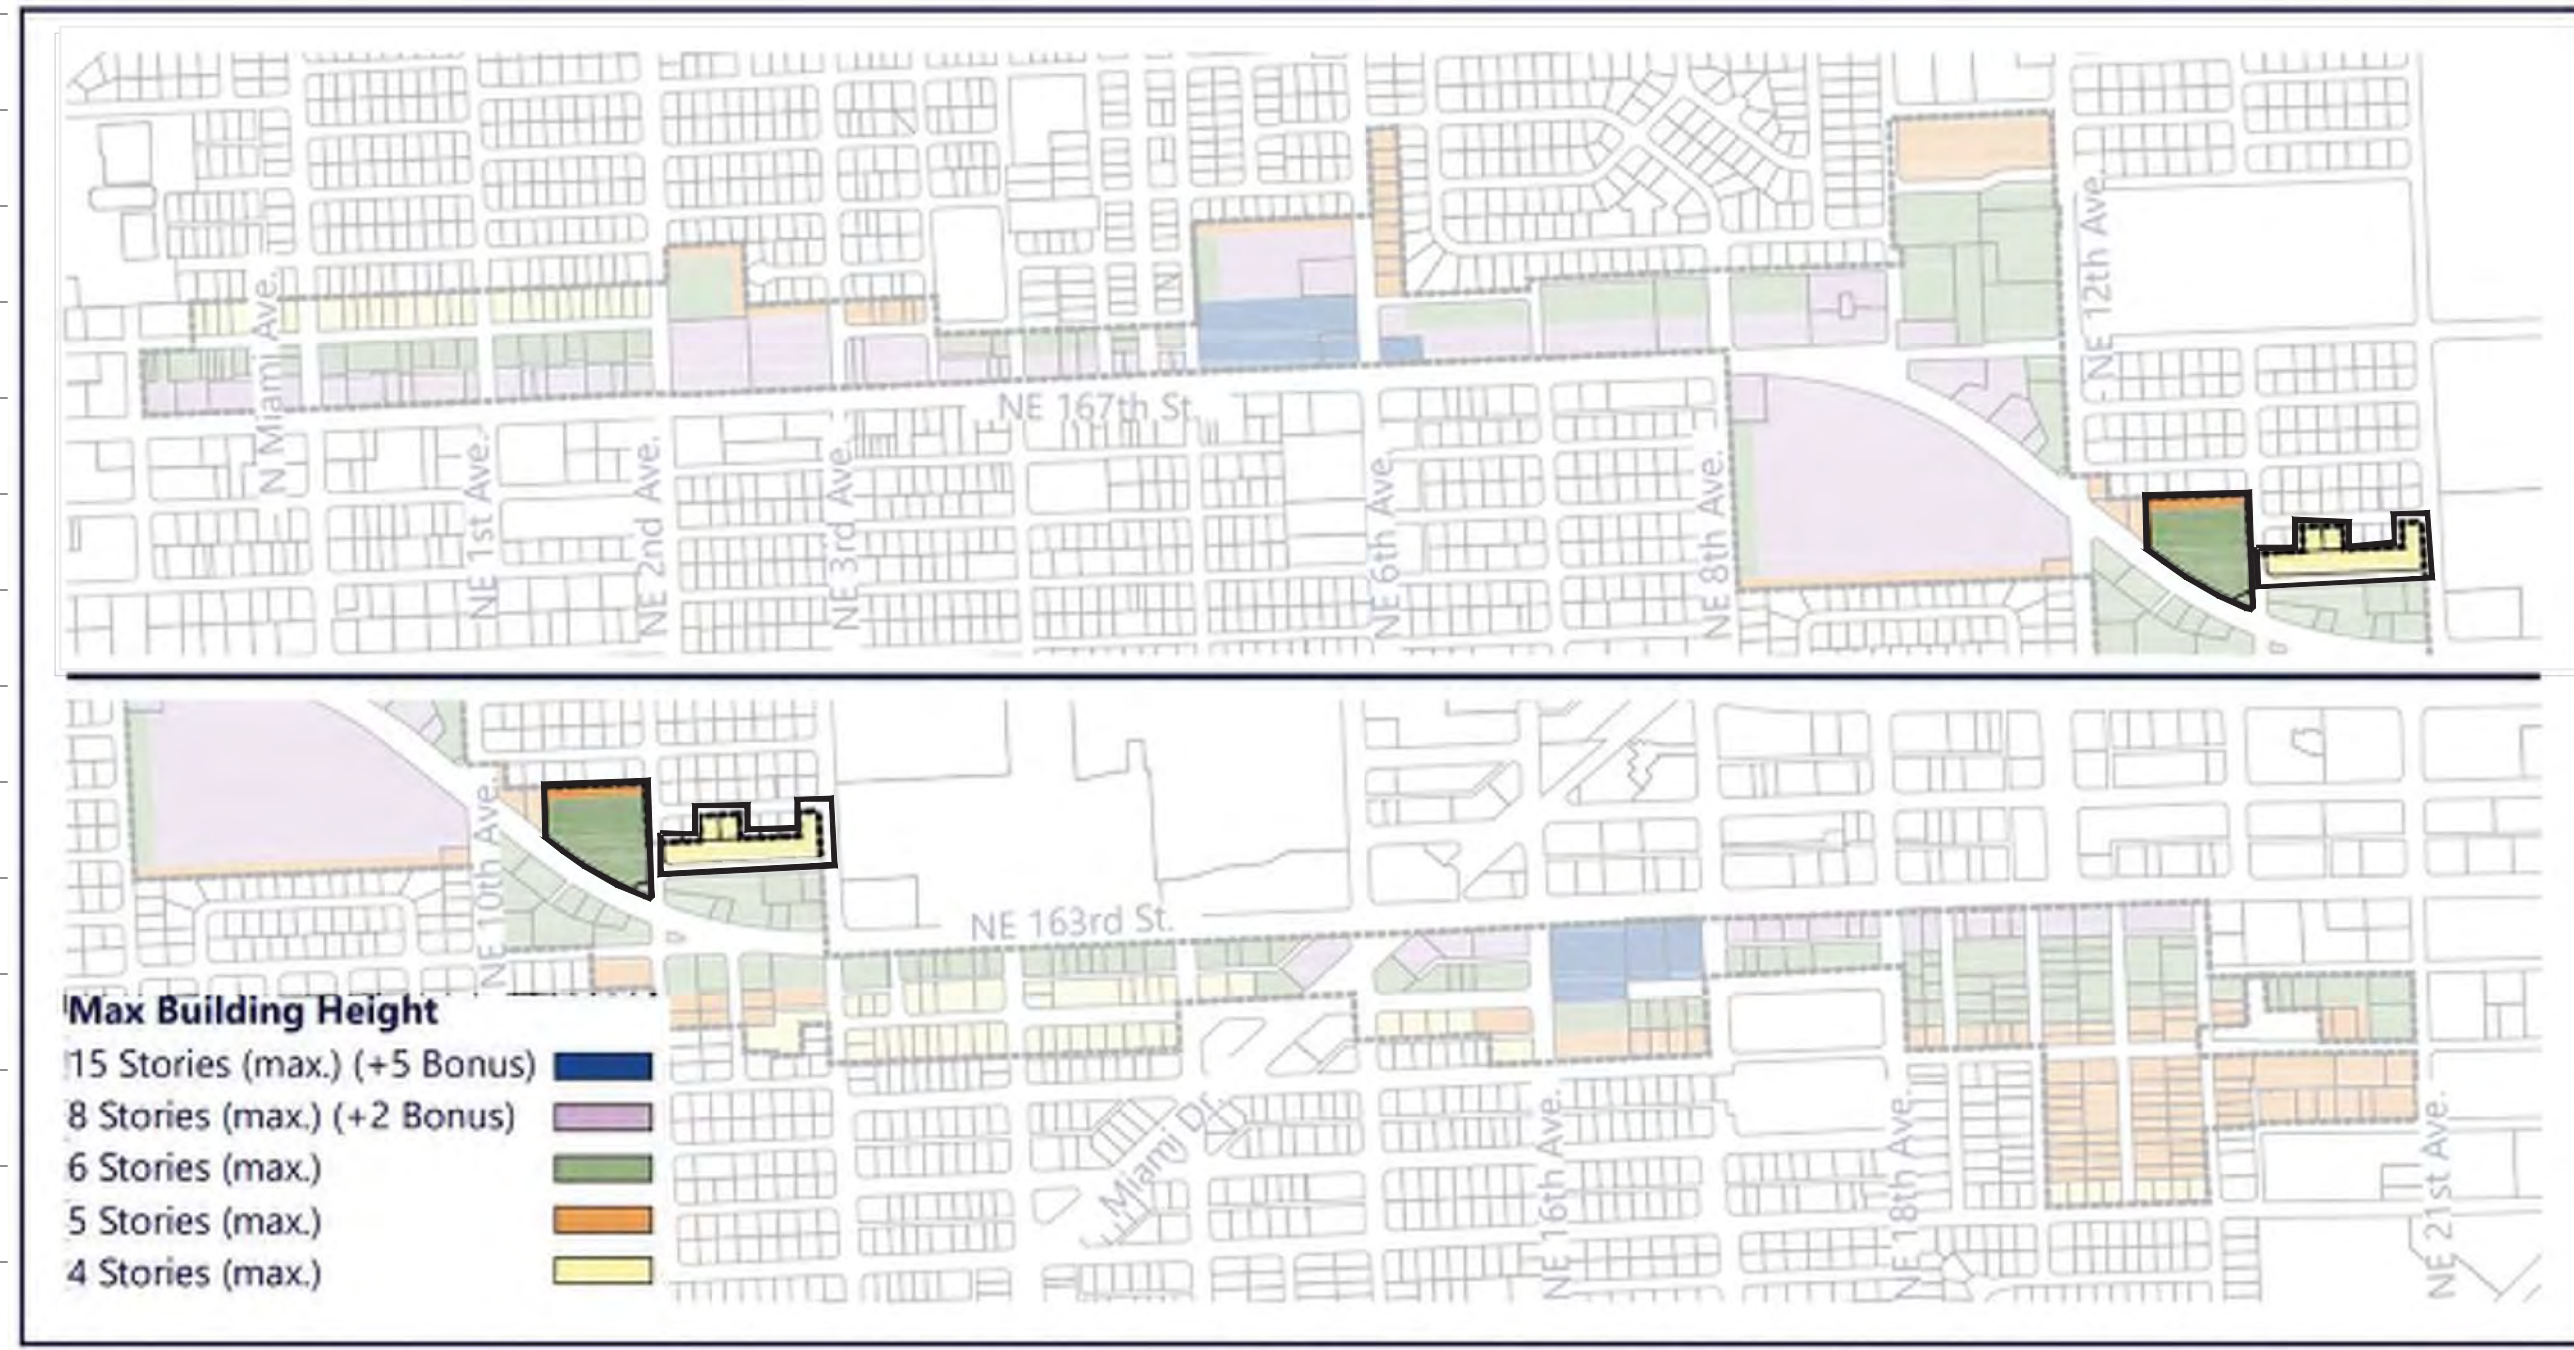 N Miami Ave.
NE 1st Ave.
NE 2nd Ave.
NE 3rd Ave.
NE 167th St.
NE 6th Ave.
NE 8th Ave.
NE 12th Ave.
NE 10th Ave.
NE 163rd St.
Miami Dr.
NE 16th Ave.
NE 18th Ave.
NE 21st Ave.
Max Building Height
15 Stories (max.) (+5 Bonus)
8 Stories (max.) (+2 Bonus)
6 Stories (max.)
5 Stories (max.)
4 Stories (max.)